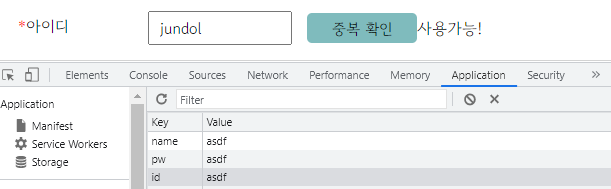 *아이디 jundol 중복 확인 사용가능!
Elements Console Sources Network Performance Memory Application Security »
Application Filter
Manifest Key Value
Service Workers name asdf
Storage pw asdf
id asdf